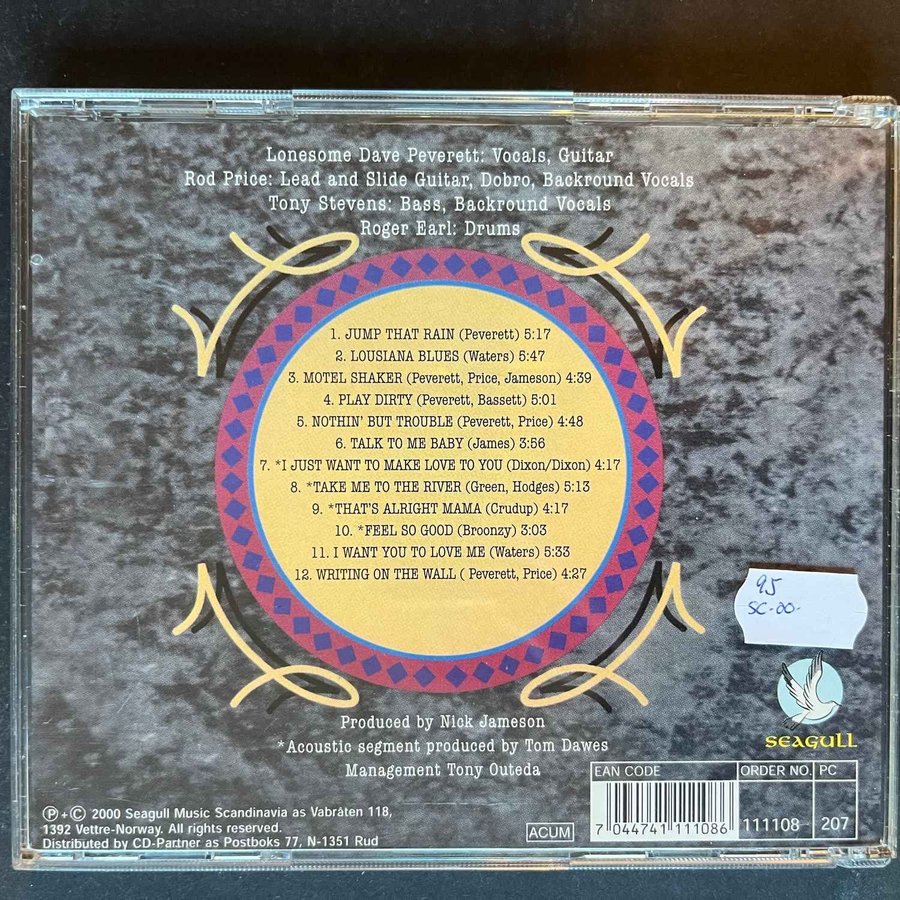 Lonesome Dave Peverett: Vocals, Guitar
Rod Price: Lead and Slide Guitar, Dobro, Backround Vocals
Tony Stevens: Bass, Backround Vocals
Roger Earl: Drums
1. JUMP THAT RAIN (Peverett) 5:17
2. LOUSIANA BLUES (Waters) 5:47
3. MOTEL SHAKER (Peverett, Price, Jameson) 4:39
4. PLAY DIRTY (Peverett, Bassett) 5:01
5. NOTHIN' BUT TROUBLE (Peverett, Price) 4:48
6. TALK TO ME BABY (James) 3:56
7. *I JUST WANT TO MAKE LOVE TO YOU (Dixon/Dixon) 4:17
8. *TAKE ME TO THE RIVER (Green, Hodges) 5:13
9. *THAT'S ALRIGHT MAMA (Crudup) 4:17
10. *FEEL SO GOOD (Broonzy) 3:03
11. I WANT YOU TO LOVE ME (Waters) 5:33
12. WRITING ON THE WALL ( Peverett, Price) 4:27
95
SC-00-
Produced by Nick Jameson
*Acoustic segment produced by Tom Dawes
Management Tony Outeda
SEAGULL
EAN CODE
ORDER NO.
PC
7 044741 111086
111108
207
ACUM
℗+© 2000 Seagull Music Scandinavia as Vabråten 118,
1392 Vettre-Norway. All rights reserved.
Distributed by CD-Partner as Postboks 77, N-1351 Rud